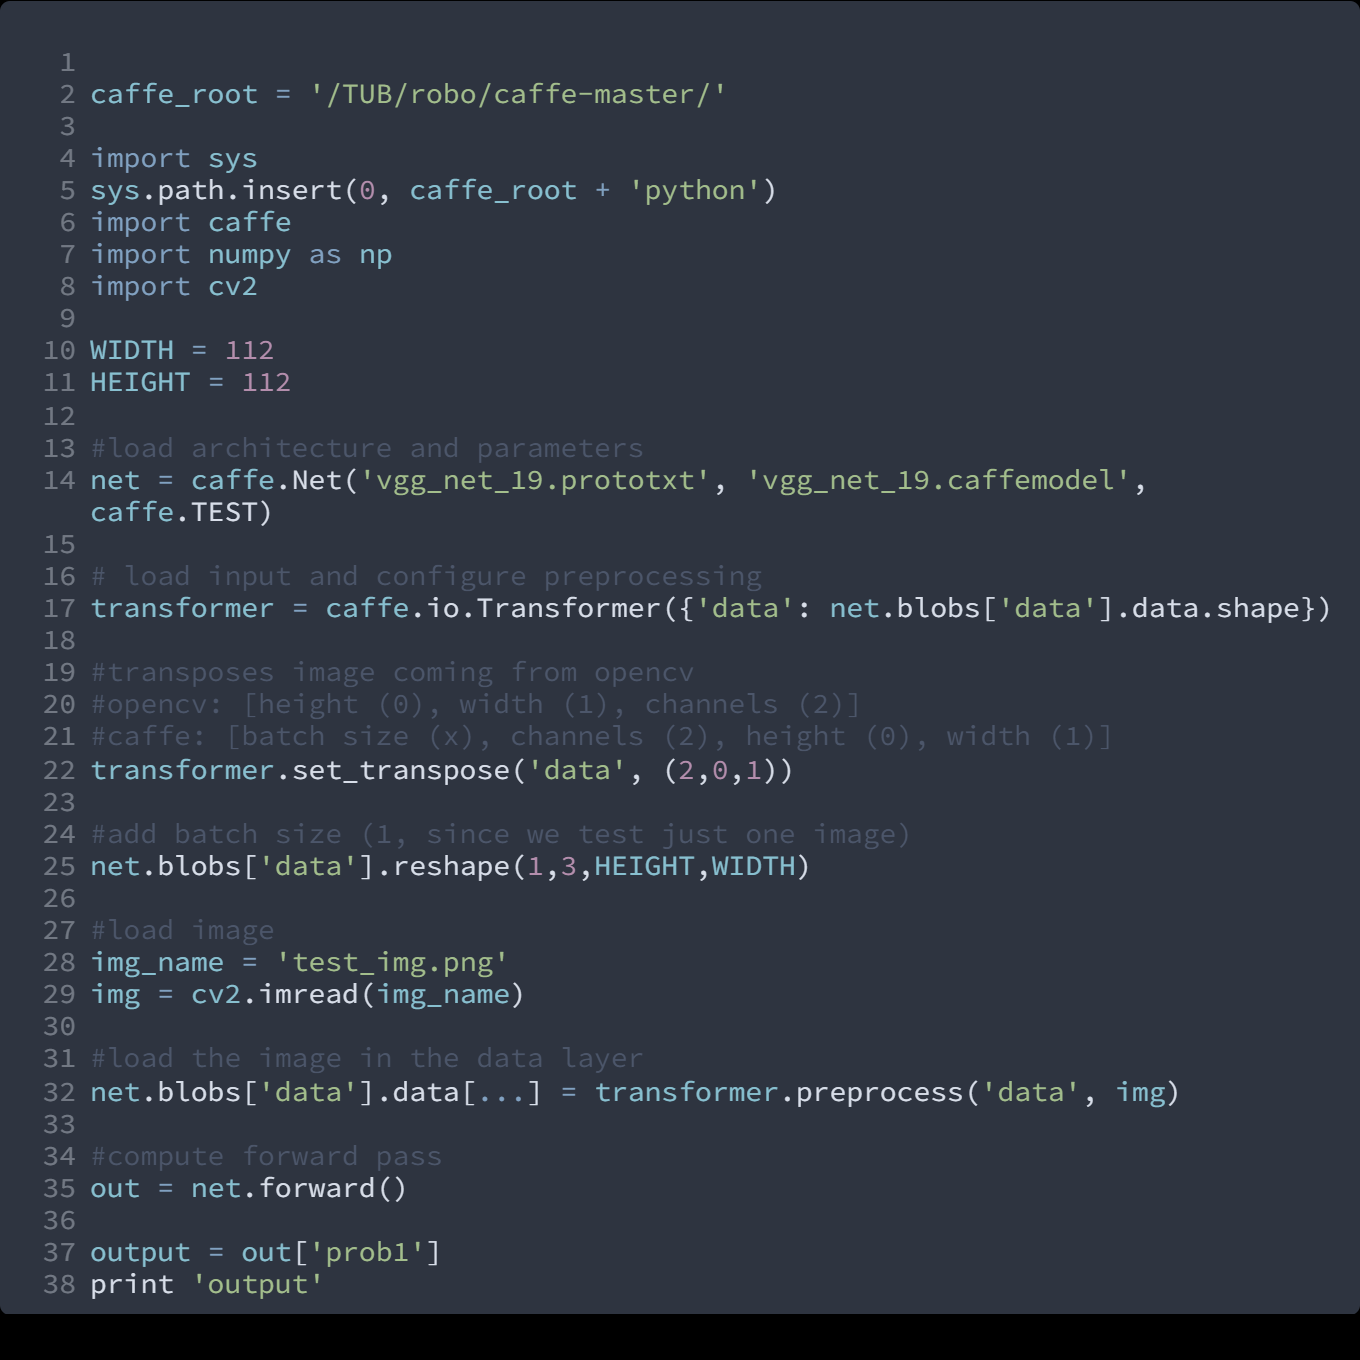 1
2 caffe_root = '/TUB/robo/caffe-master/'
3
4 import sys
5 sys.path.insert(0, caffe_root + 'python')
6 import caffe
7 import numpy as np
8 import cv2
9
10 WIDTH = 112
11 HEIGHT = 112
12
13 #load architecture and parameters
14 net = caffe.Net('vgg_net_19.prototxt', 'vgg_net_19.caffemodel',
caffe.TEST)
15
16 # load input and configure preprocessing
17 transformer = caffe.io.Transformer({'data': net.blobs['data'].data.shape})
18
19 #transposes image coming from opencv
20 #opencv: [height (0), width (1), channels (2)]
21 #caffe: [batch size (x), channels (2), height (0), width (1)]
22 transformer.set_transpose('data', (2,0,1))
23
24 #add batch size (1, since we test just one image)
25 net.blobs['data'].reshape(1,3,HEIGHT,WIDTH)
26
27 #load image
28 img_name = 'test_img.png'
29 img = cv2.imread(img_name)
30
31 #load the image in the data layer
32 net.blobs['data'].data[...] = transformer.preprocess('data', img)
33
34 #compute forward pass
35 out = net.forward()
36
37 output = out['prob1']
38 print 'output'